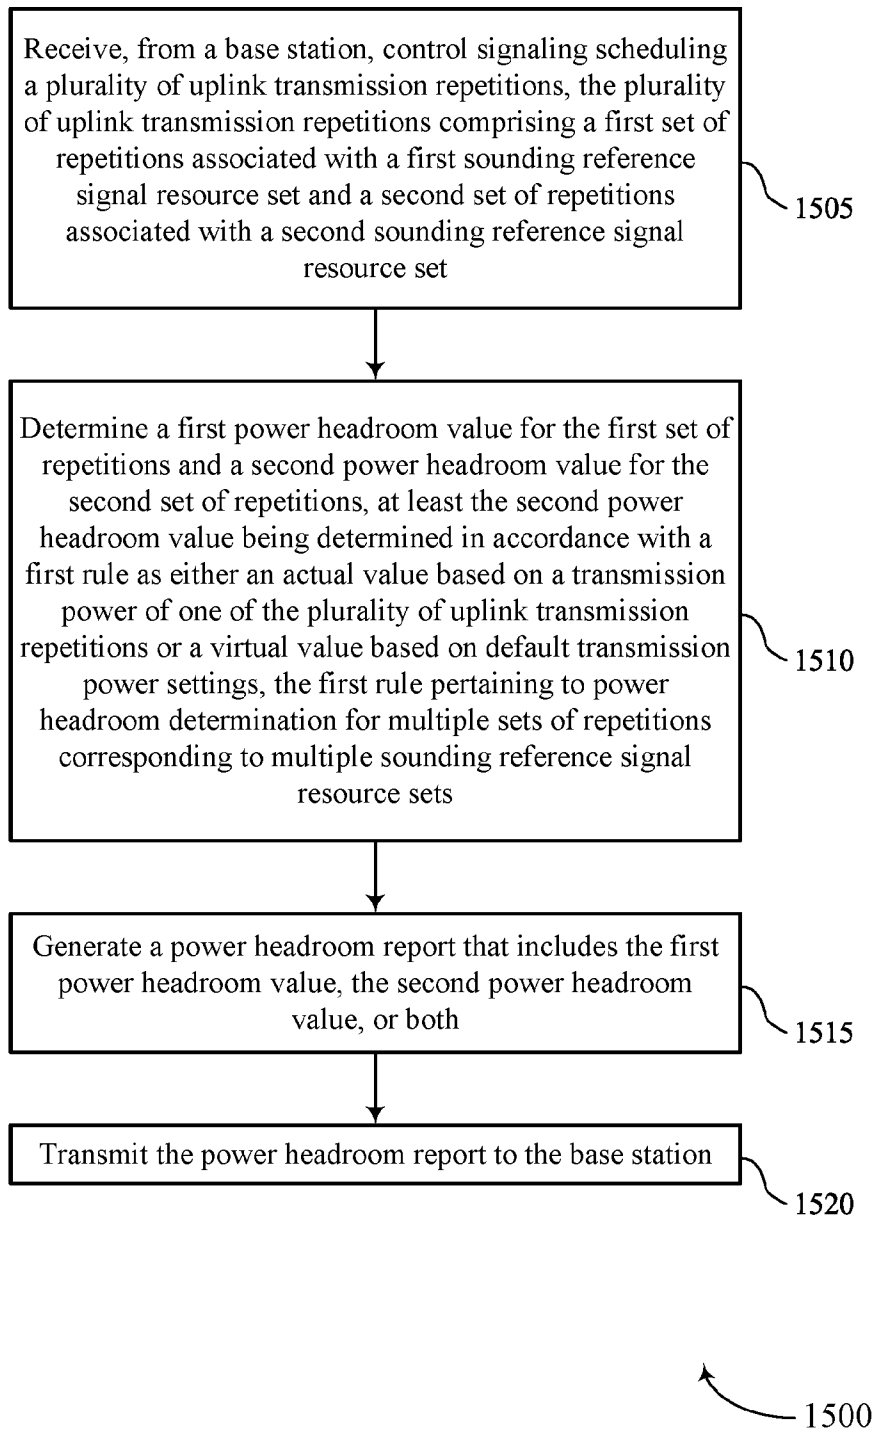 Receive, from a base station, control signaling scheduling
a plurality of uplink transmission repetitions, the plurality
of uplink transmission repetitions comprising a first set of
repetitions associated with a first sounding reference
signal resource set and a second set of repetitions
associated with a second sounding reference signal
resource set
1505
Determine a first power headroom value for the first set of
repetitions and a second power headroom value for the
second set of repetitions, at least the second power
headroom value being determined in accordance with a
first rule as either an actual value based on a transmission
power of one of the plurality of uplink transmission
repetitions or a virtual value based on default transmission
power settings, the first rule pertaining to power
headroom determination for multiple sets of repetitions
corresponding to multiple sounding reference signal
resource sets
1510
Generate a power headroom report that includes the first
power headroom value, the second power headroom
value, or both
1515
Transmit the power headroom report to the base station
1520
1500